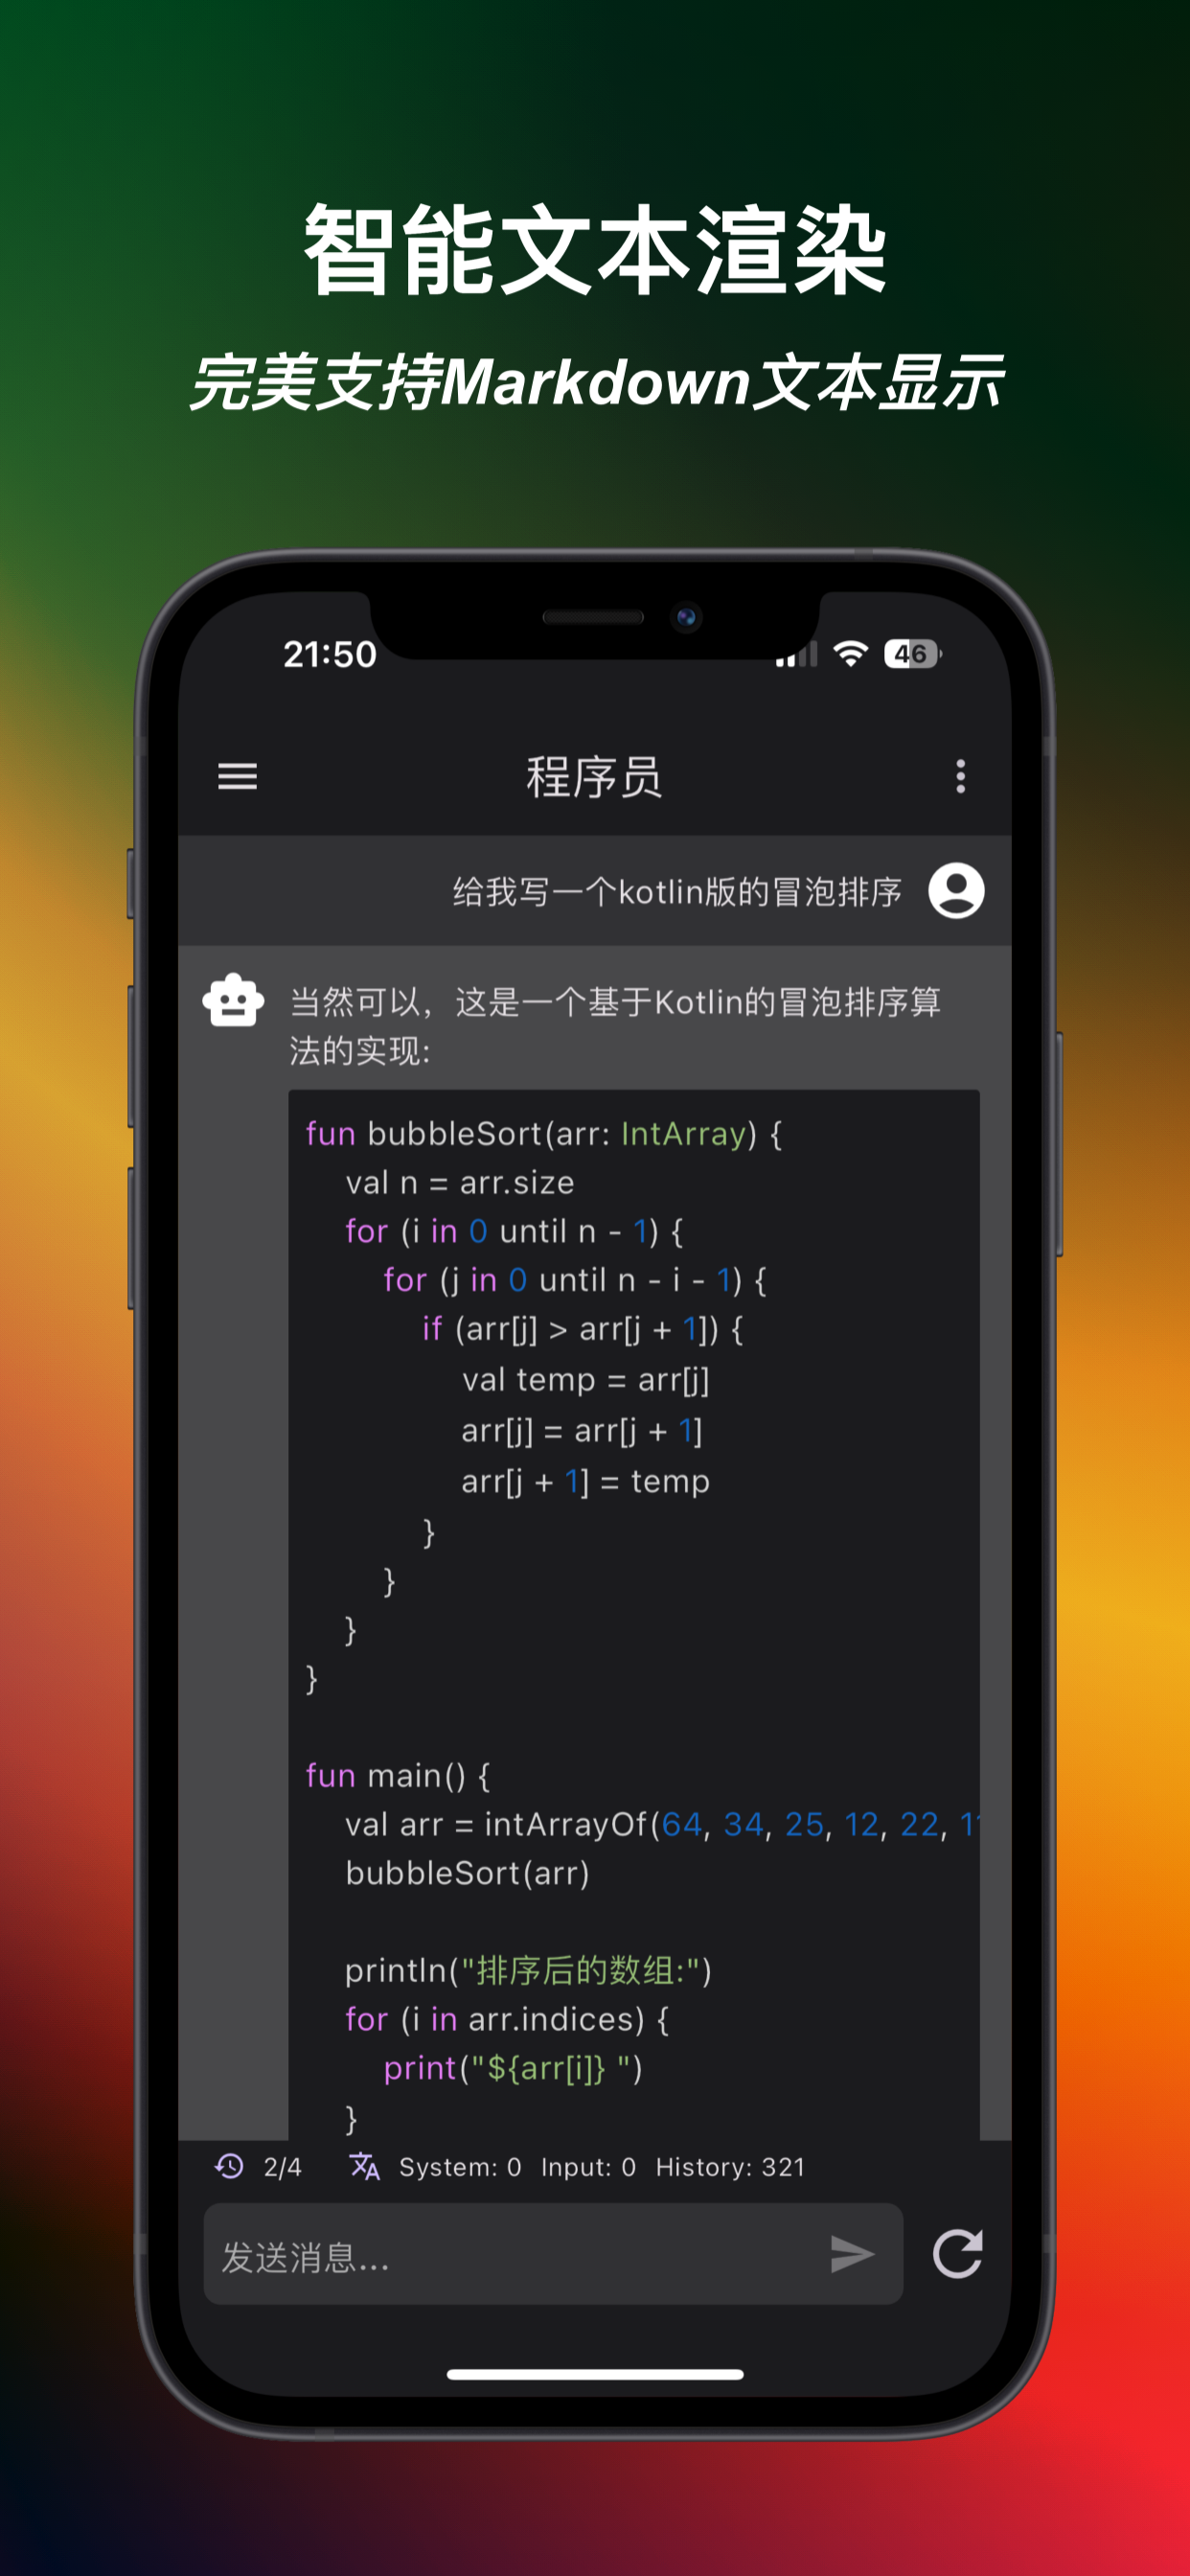 智能文本渲染
完美支持Markdown文本显示
21:50
46
程序员
给我写一个kotlin版的冒泡排序
当然可以，这是一个基于Kotlin的冒泡排序算
法的实现:
fun bubbleSort(arr: IntArray) {
val n = arr.size
for (i in 0 until n - 1) {
for (j in 0 until n - i - 1) {
if (arr[j] > arr[j + 1]) {
val temp = arr[j]
arr[j] = arr[j + 1]
arr[j + 1] = temp
}
}
}
}
fun main() {
val arr = intArrayOf(64, 34, 25, 12, 22,
bubbleSort(arr)
println("排序后的数组:")
for (i in arr.indices) {
print("${arr[i]} ")
}
2/4 System: 0 Input: 0 History: 321
发送消息...